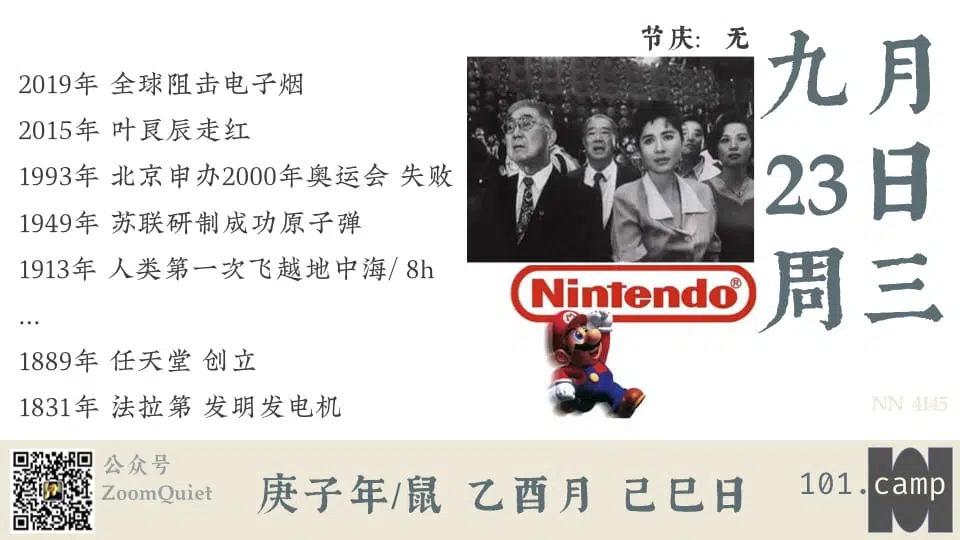 节庆： 无
九月
23日
周三
2019年 全球阻击电子烟
2015年 叶良辰走红
1993年 北京申办2000年奥运会 失败
1949年 苏联研制成功原子弹
1913年 人类第一次飞越地中海/ 8h
...
1889年 任天堂 创立
1831年 法拉第 发明发电机
Nintendo®
M
NN 4145
公众号
ZoomQuiet
庚子年/鼠 乙酉月 己巳日
101.camp